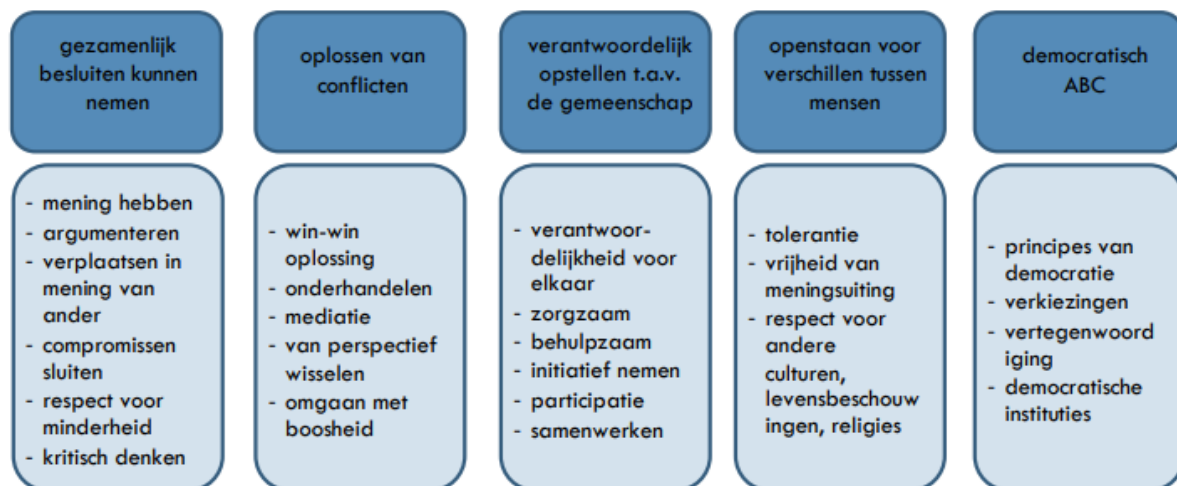 gezamenlijk
besluiten kunnen
nemen
oplossen van
conflicten
verantwoordelijk
opstellen t.a.v.
de gemeenschap
openstaan voor
verschillen tussen
mensen
democratisch
ABC
- mening hebben
- argumenteren
- verplaatsen in
mening van
ander
- compromissen
sluiten
- respect voor
minderheid
- kritisch denken
- win-win
oplossing
- onderhandelen
- mediatie
- van perspectief
wisselen
- omgaan met
boosheid
- verantwoor-
delijkheid voor
elkaar
- zorgzaam
- behulpzaam
- initiatief nemen
- participatie
- samenwerken
- tolerantie
- vrijheid van
meningsuiting
- respect voor
andere
culturen,
levensbeschouw
ingen, religies
- principes van
democratie
- verkiezingen
- vertegenwoord
iging
- democratische
instituties